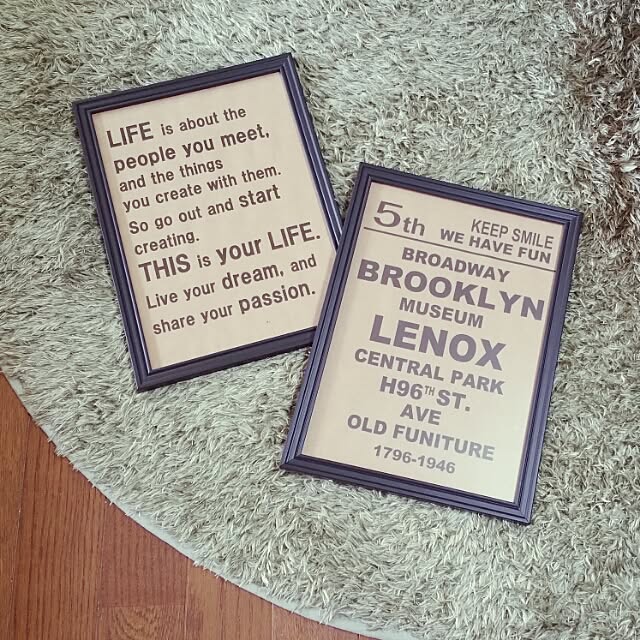 LIFE is about the
people you meet,
and the things
you create with them.
So go out and start
creating.
THIS is your LIFE.
Live your dream, and
share your passion.
5th KEEP SMILE
WE HAVE FUN
BROADWAY
BROOKLYN
MUSEUM
LENOX
CENTRAL PARK
H96TH ST.
AVE
OLD FUNITURE
1796-1946